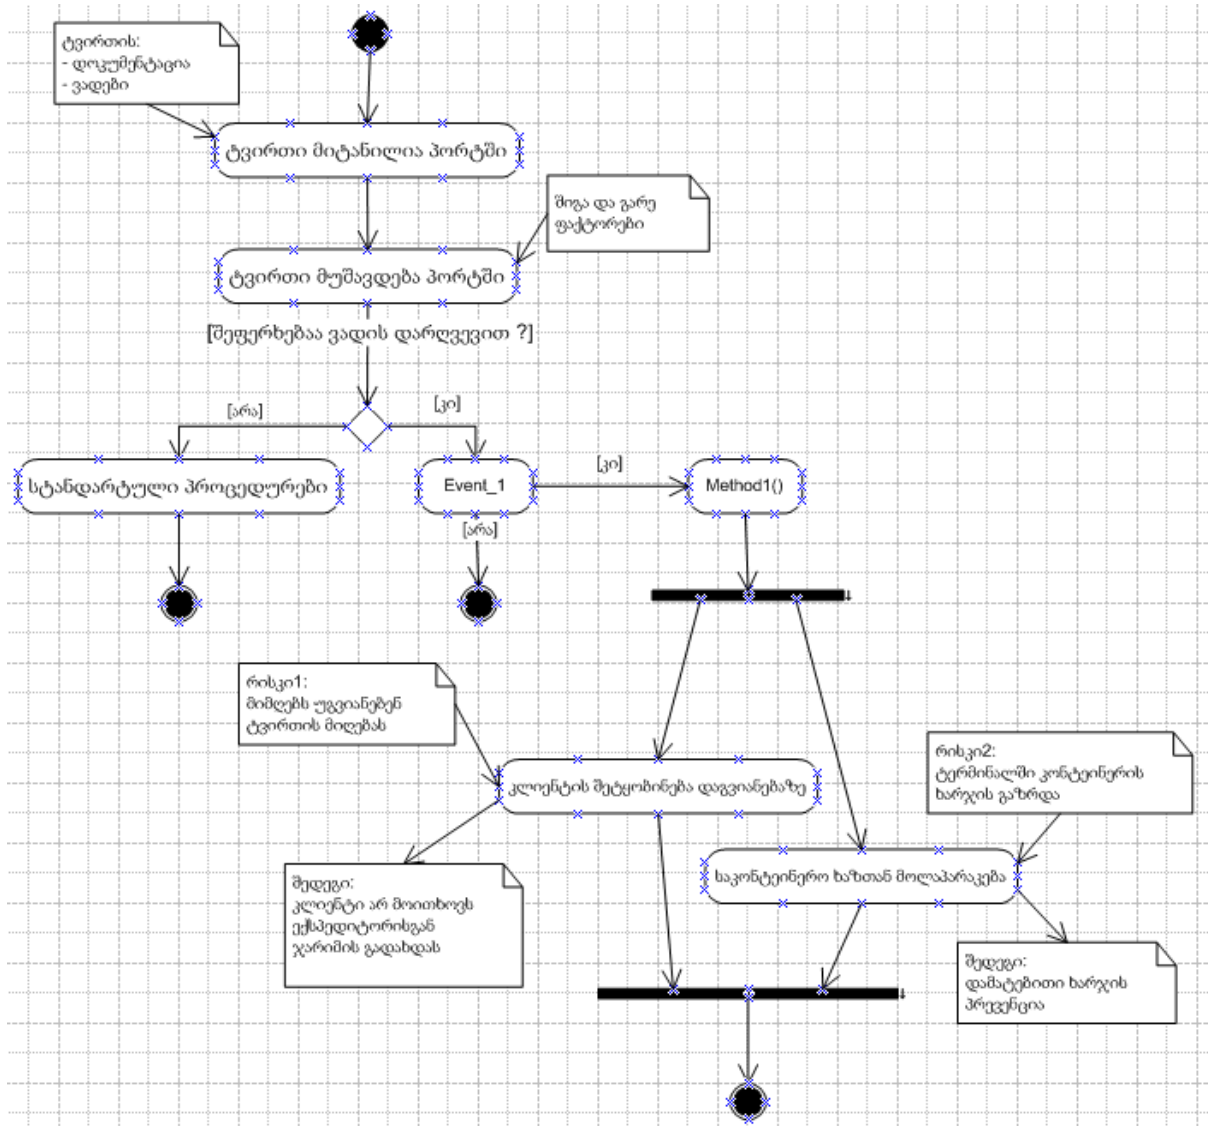 ტვირთის:
- დოკუმენტაცია
- ვადები
ტვირთი მიტანილია პორტში
შიგა და გარე
ფაქტორები
ტვირთი მუშავდება პორტში
[შეფერხებაა ვადის დარღვევით ?]
[არა]
[კი]
სტანდარტული პროცედურები
Event_1
[კი]
Method1()
[არა]
რისკი1:
მიმღებს უგვიანებენ
ტვირთის მიღებას
რისკი2:
ტერმინალში კონტეინერის
ხარჯის გაზრდა
კლიენტის შეტყობინება დაგვიანებაზე
საკონტეინერო ხაზთან მოლაპარაკება
შედეგი:
კლიენტი არ მოითხოვს
ექსპედიტორისგან
ჯარიმის გადახდას
შედეგი:
დამატებითი ხარჯის
პრევენცია